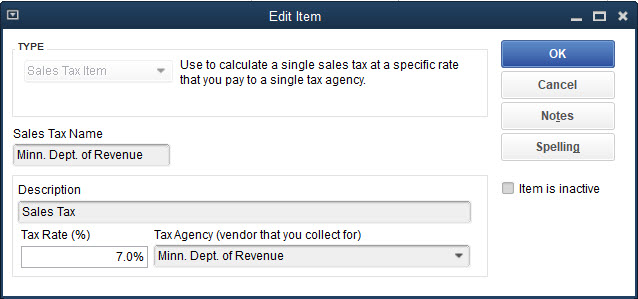 Edit Item
TYPE
Sales Tax Item
Use to calculate a single sales tax at a specific rate
that you pay to a single tax agency.
OK
Cancel
Notes
Spelling
Item is inactive
Sales Tax Name
Minn. Dept. of Revenue
Description
Sales Tax
Tax Rate (%)
Tax Agency (vendor that you collect for)
7.0%
Minn. Dept. of Revenue